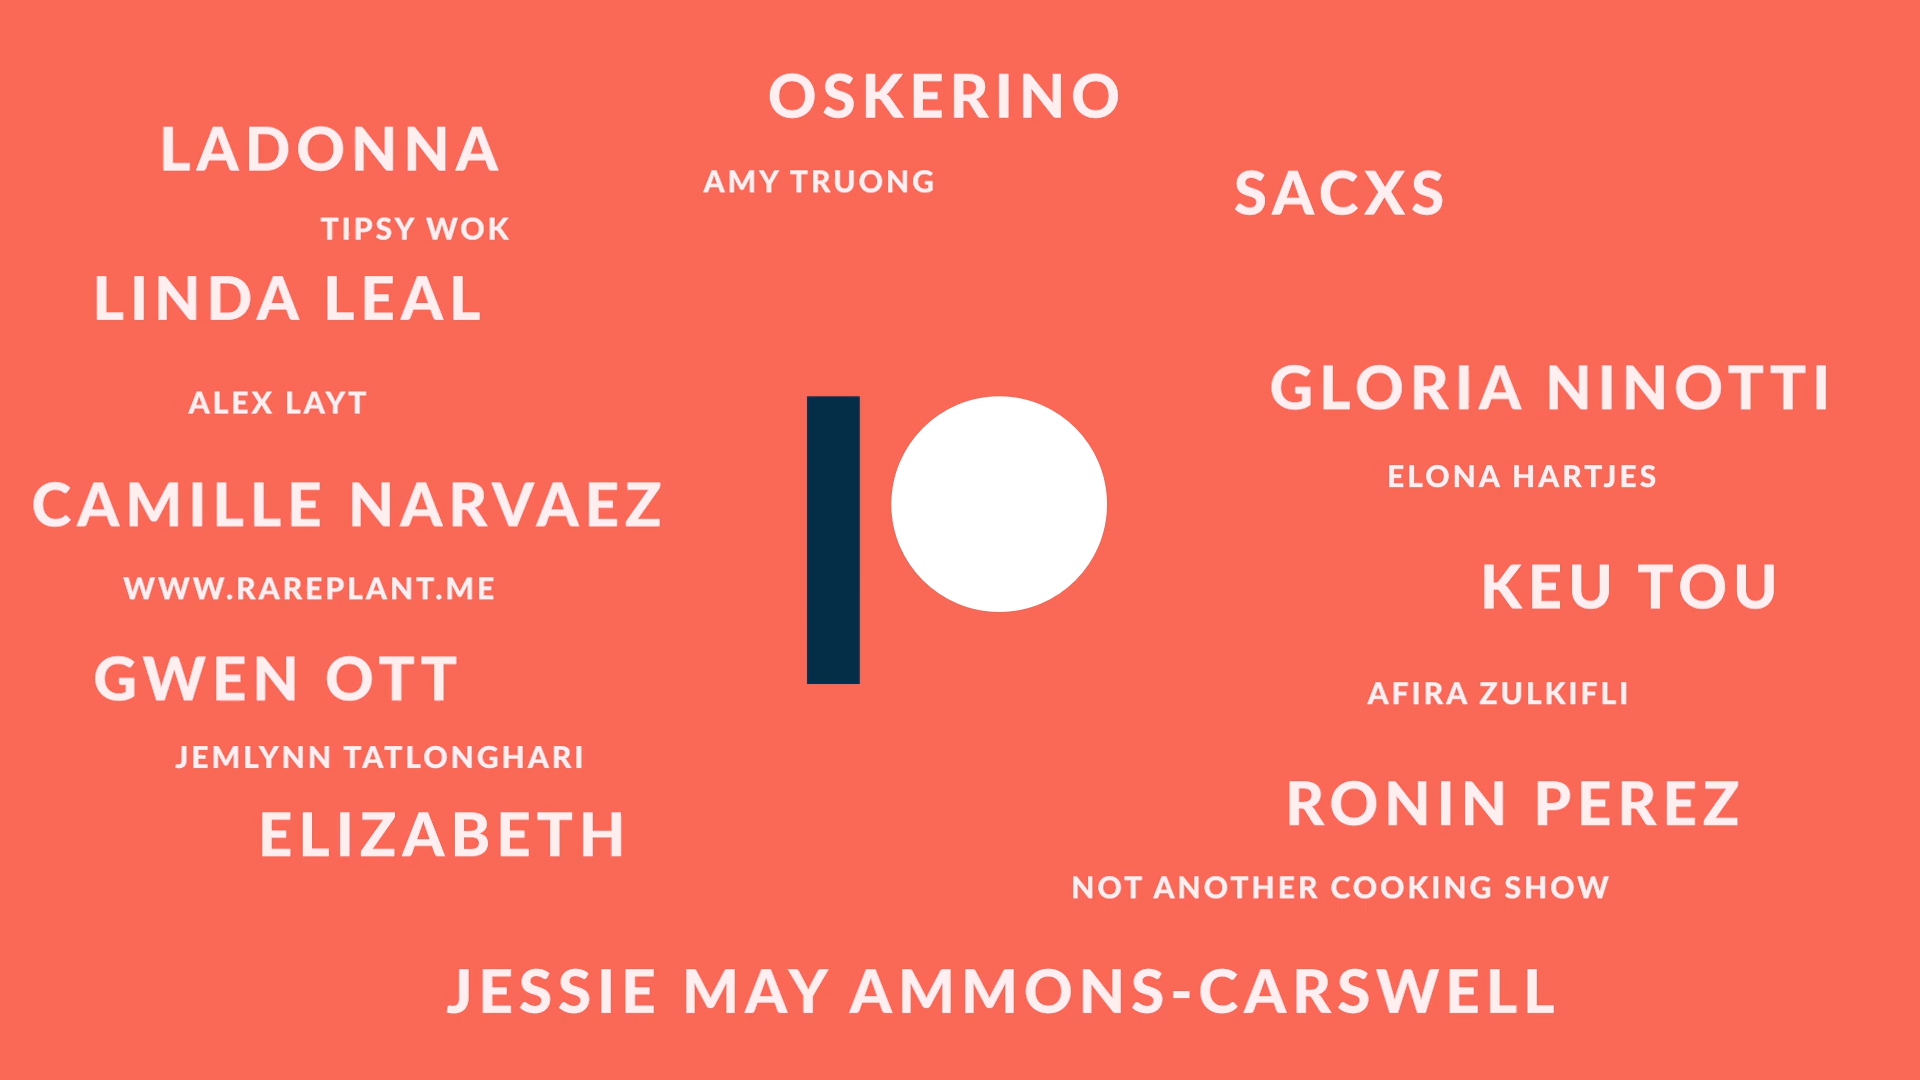 OSKERINO
LADONNA
AMY TRUONG
SACXS
TIPSY WOK
LINDA LEAL
GLORIA NINOTTI
ALEX LAYT
ELONA HARTJES
CAMILLE NARVAEZ
KEU TOU
WWW.RAREPLANT.ME
GWEN OTT
AFIRA ZULKIFLI
JEMLYNN TATLONGHARI
RONIN PEREZ
ELIZABETH
NOT ANOTHER COOKING SHOW
JESSIE MAY AMMONS-CARSWELL